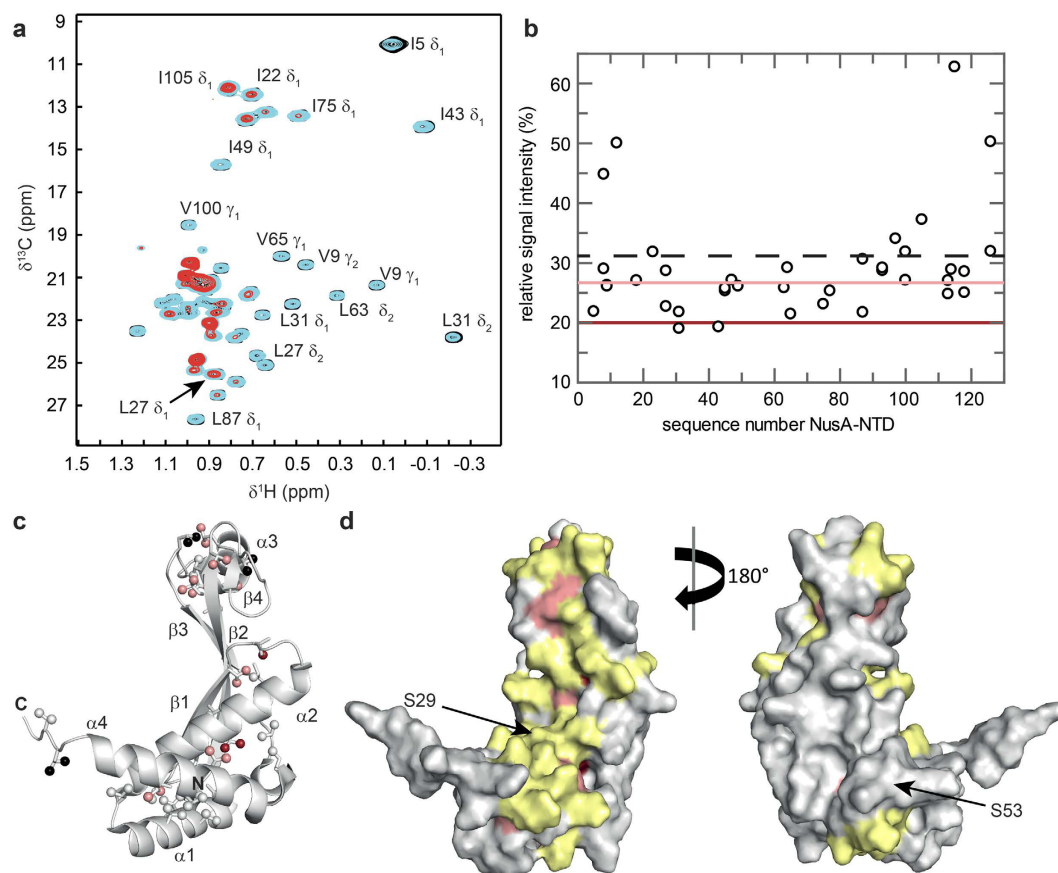 a
9
11
13
15
17
19
21
23
25
27
δ¹³C (ppm)
I5 δ₁
I105 δ₁
I22 δ₁
I75 δ₁
I43 δ₁
I49 δ₁
V100 γ₁
V65 γ₁
V9 γ₂
V9 γ₁
L31 δ₁
L63 δ₂
L31 δ₂
L27 δ₂
L27 δ₁
L87 δ₁
1.5 1.3 1.1 0.9 0.7 0.5 0.3 0.1 -0.1 -0.3
δ¹H (ppm)
b
60
50
40
30
20
10
relative signal intensity (%)
0 20 40 60 80 100 120
sequence number NusA-NTD
c
α3
β4
β3
β2
β1
α2
C
α4
N
α1
d
180°
S29
S53